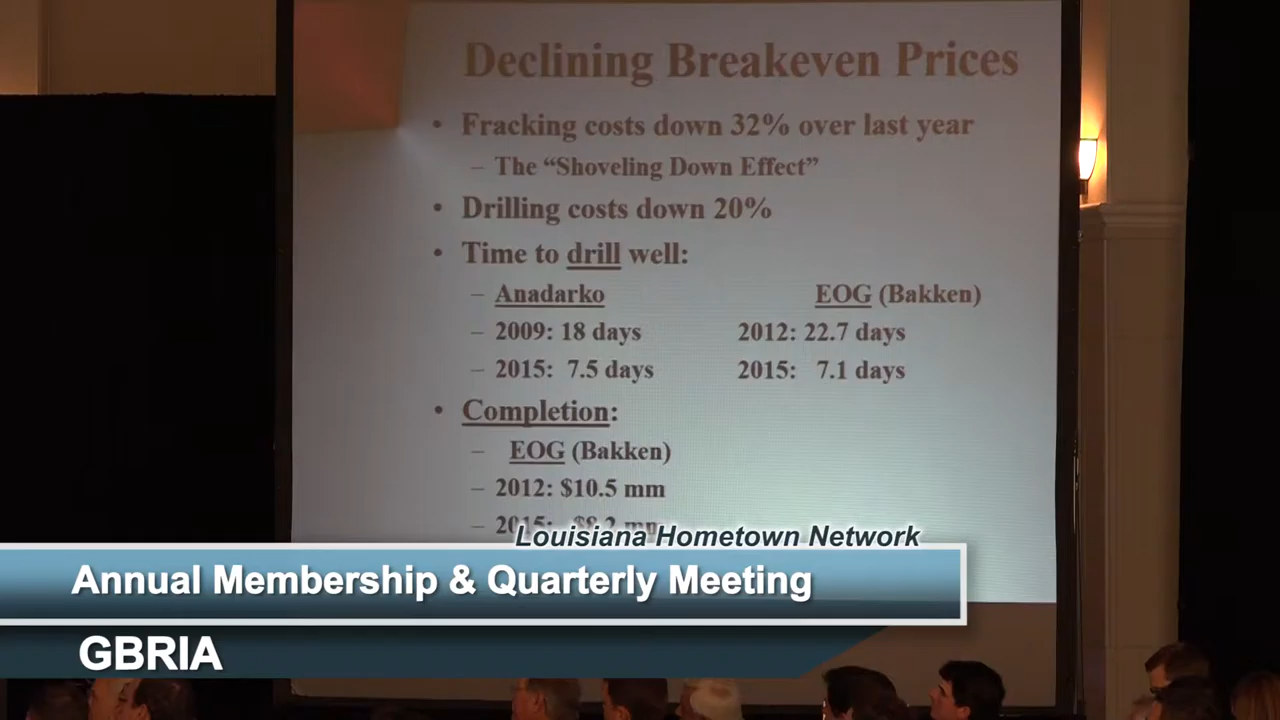 Declining Breakeven Prices
• Fracking costs down 32% over last year
– The “Shoveling Down Effect”
• Drilling costs down 20%
• Time to drill well:
– Anadarko EOG (Bakken)
– 2009: 18 days 2012: 22.7 days
– 2015: 7.5 days 2015: 7.1 days
• Completion:
– EOG (Bakken)
– 2012: $10.5 mm
– 2015:
Louisiana Hometown Network
Annual Membership & Quarterly Meeting
GBRIA